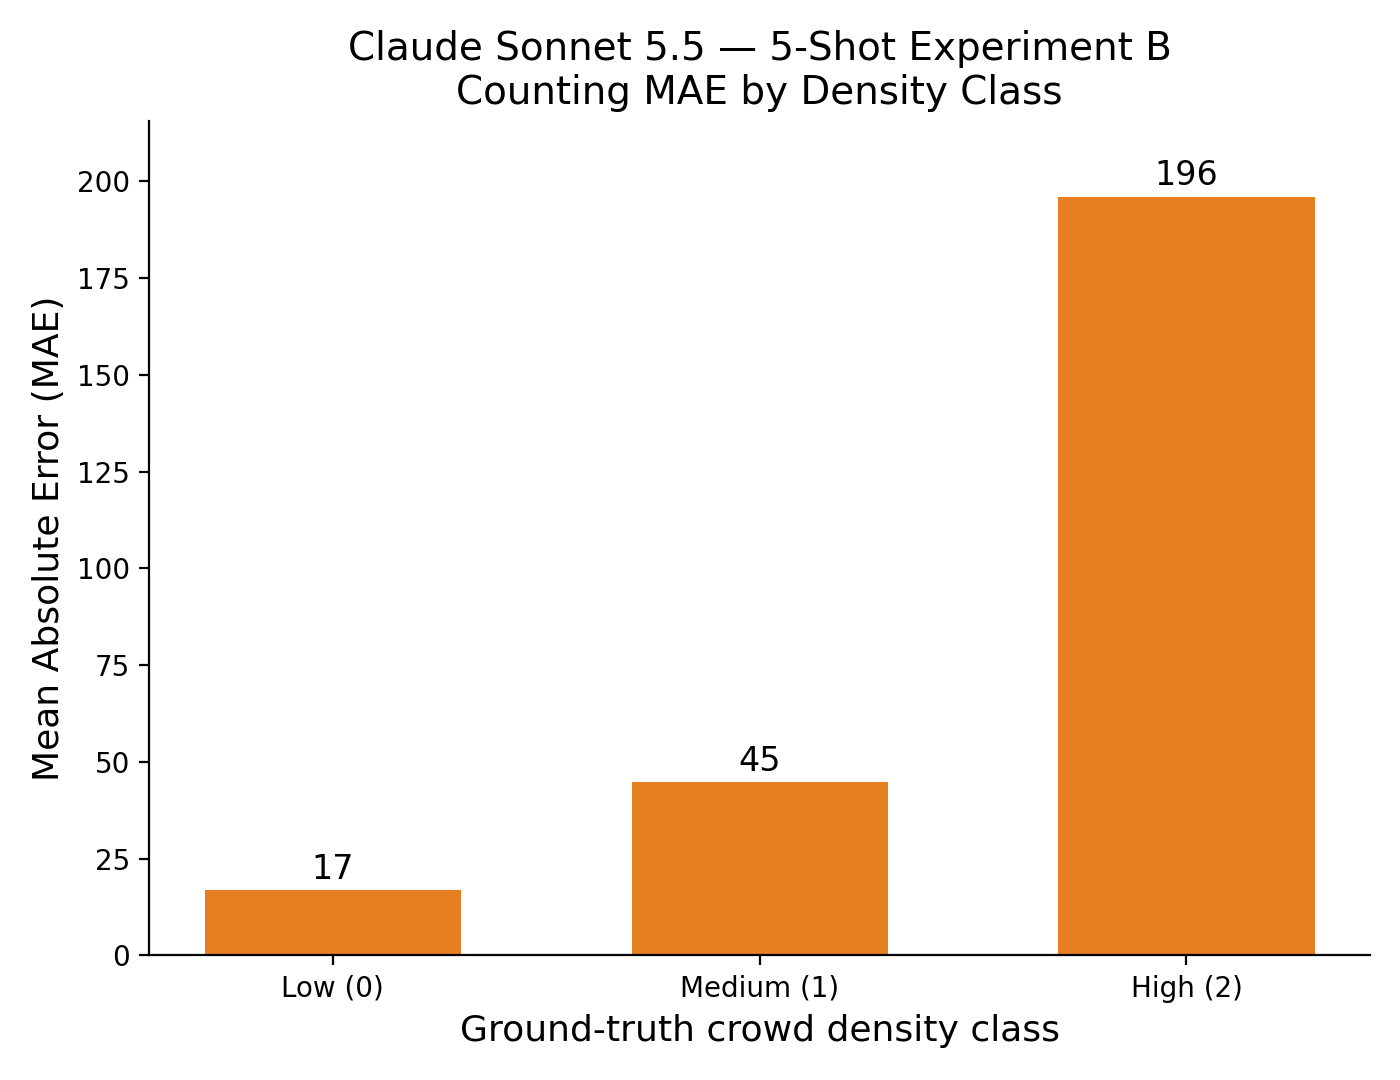 Claude Sonnet 5.5 — 5-Shot Experiment B
Counting MAE by Density Class
Mean Absolute Error (MAE)
200
175
150
125
100
75
50
25
0
17
45
196
Low (0)
Medium (1)
High (2)
Ground-truth crowd density class